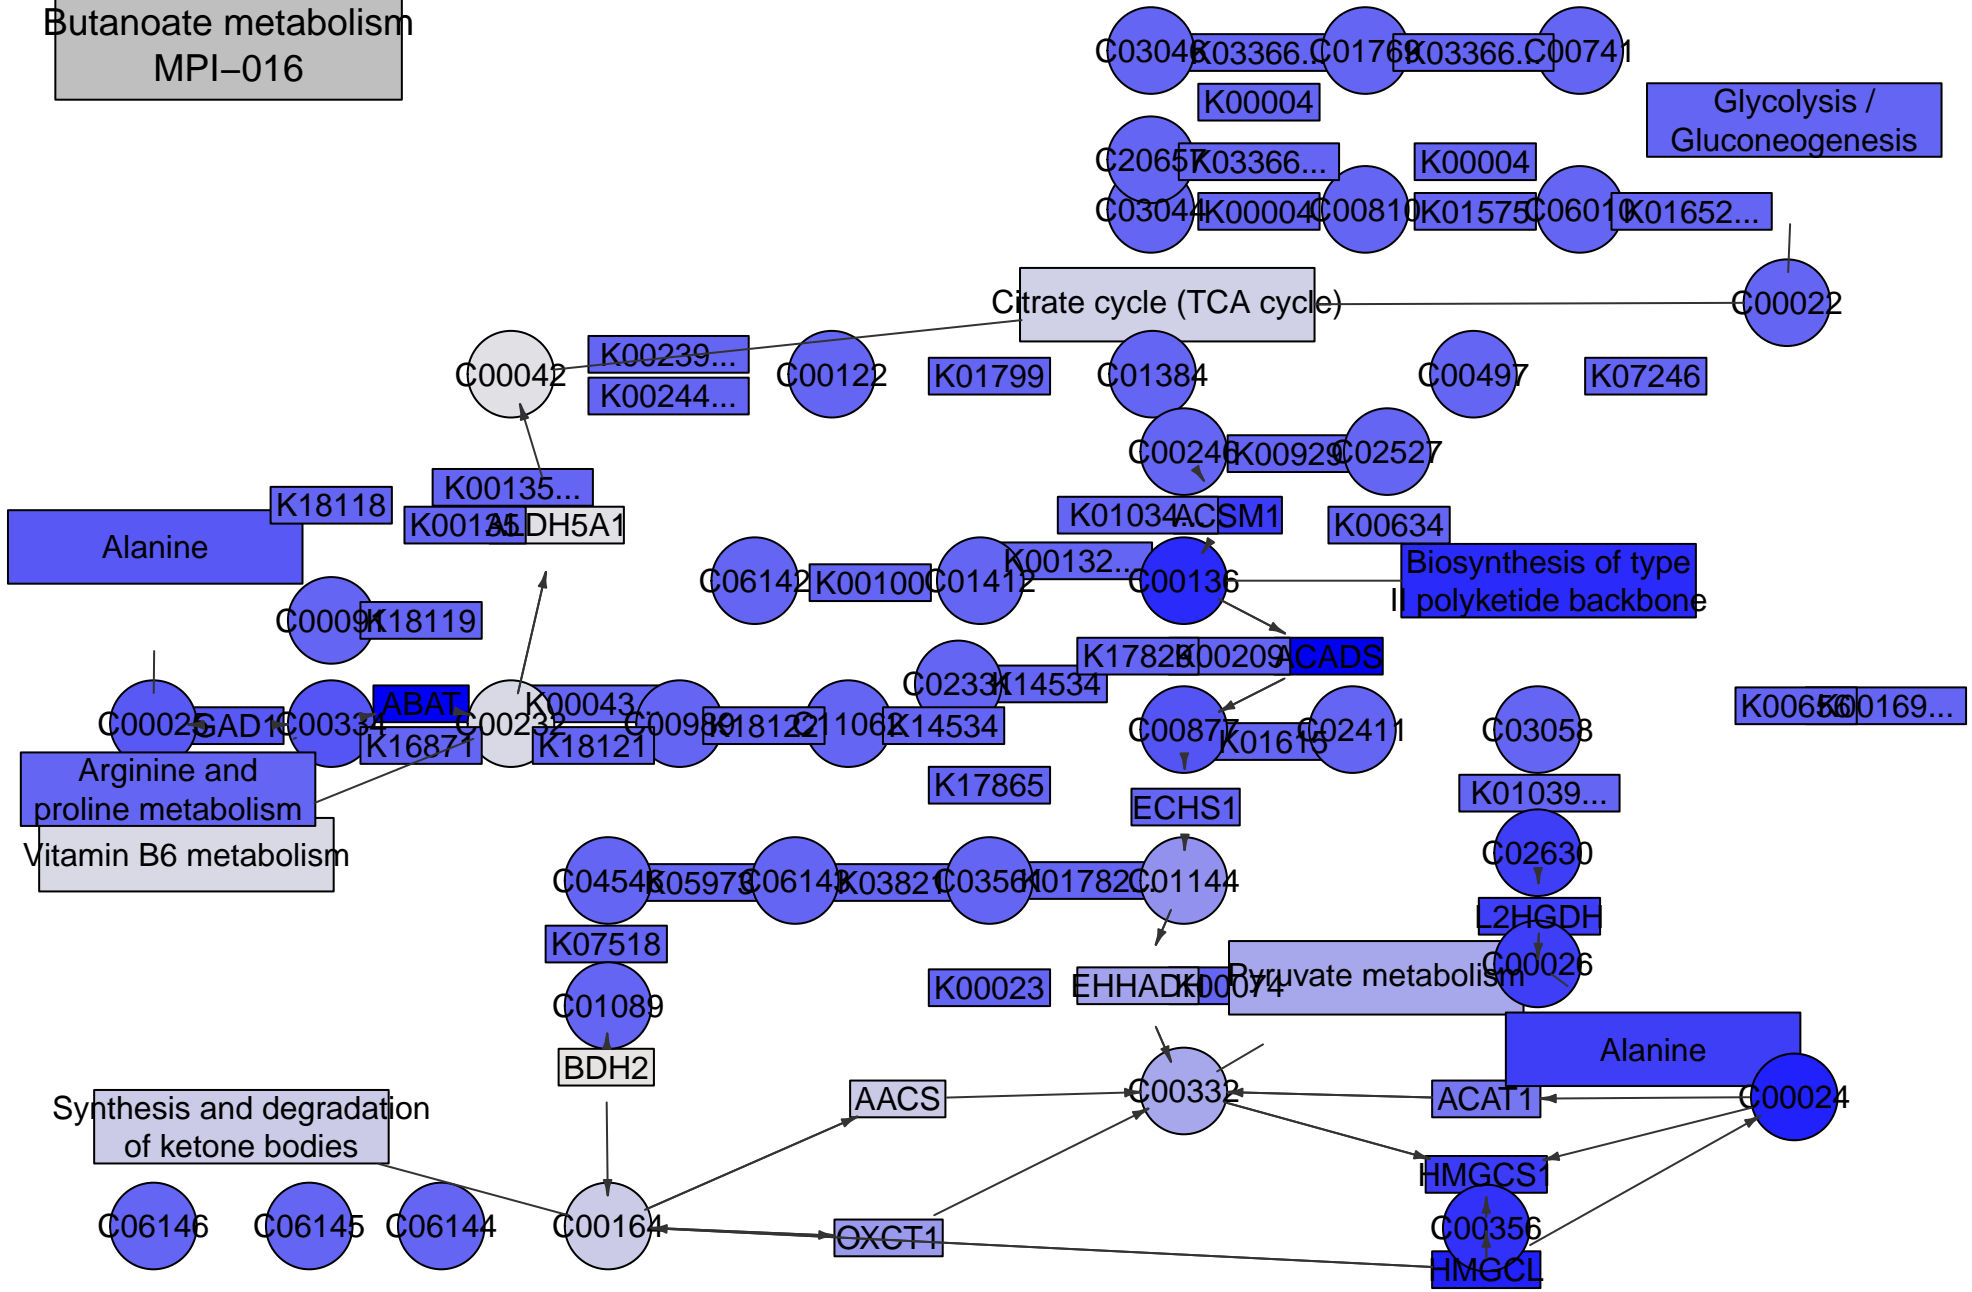 Butanoate metabolism
MPI−016
C03046
K03366...
C01769
K03366...
C00741
K00004
Glycolysis /
Gluconeogenesis
C20657
K03366...
K00004
C03044
K00004
C00810
K01575
C06010
K01652...
Citrate cycle (TCA cycle)
C00022
K00239...
C00042
C00122
K01799
C01384
C00497
K07246
K00244...
C00246
K00929
C02527
K00135...
K18118
K01034...
ACSM1
K00634
K00135
ALDH5A1
Alanine
K00132...
Biosynthesis of type
II polyketide backbone
C06142
K00100
C01412
C00136
C00091
K18119
K17829
K00209
ACADS
C02331
K14534
ABAT
K00043...
C00025
GAD1
C00334
C00232
C00989
K18122
C11062
K14534
C00877
C02411
C03058
K00656
K00169...
K16871
K18121
K01615
Arginine and
proline metabolism
K17865
ECHS1
K01039...
Vitamin B6 metabolism
C02630
C04546
K05973
C06143
K03821
C03561
K01782...
C01144
L2HGDH
K07518
C00026
Pyruvate metabolism
K00023
EHHADH
K00074
C01089
Alanine
BDH2
Synthesis and degradation
of ketone bodies
AACS
C00332
ACAT1
C00024
HMGCS1
C06146
C06145
C06144
C00164
OXCT1
C00356
HMGCL